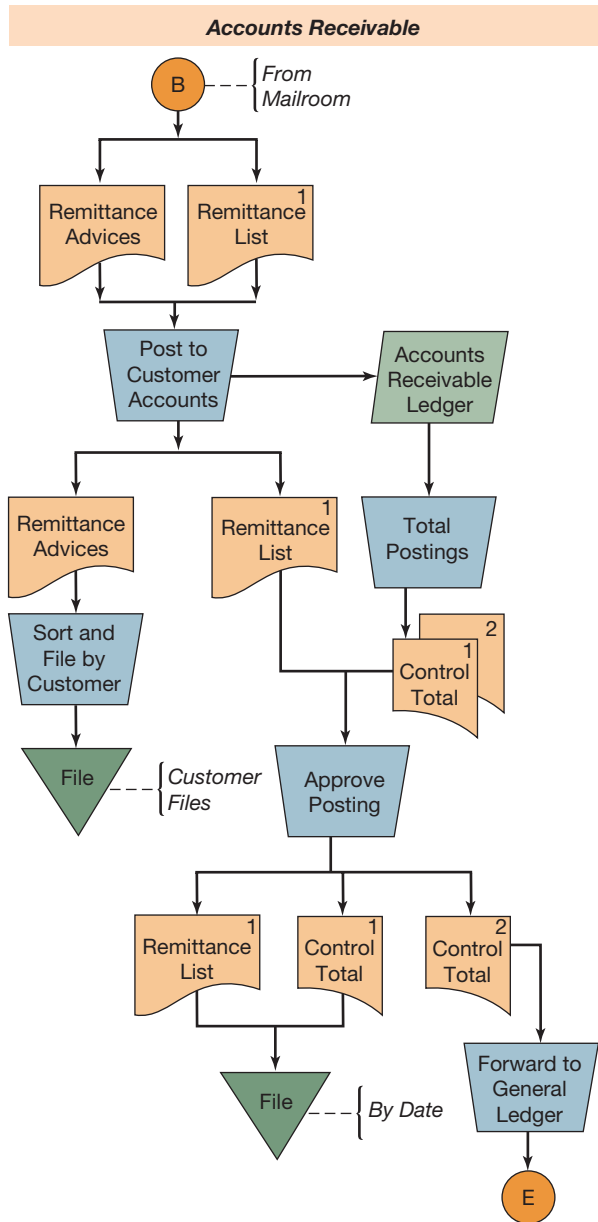 Accounts Receivable
B
From
Mailroom
Remittance
Advices
1
Remittance
List
Post to
Customer
Accounts
Accounts
Receivable
Ledger
Remittance
Advices
1
Remittance
List
Total
Postings
Sort and
File by
Customer
2
1
Control
Total
File
Customer
Files
Approve
Posting
1
Remittance
List
1
Control
Total
2
Control
Total
File
By Date
Forward to
General
Ledger
E